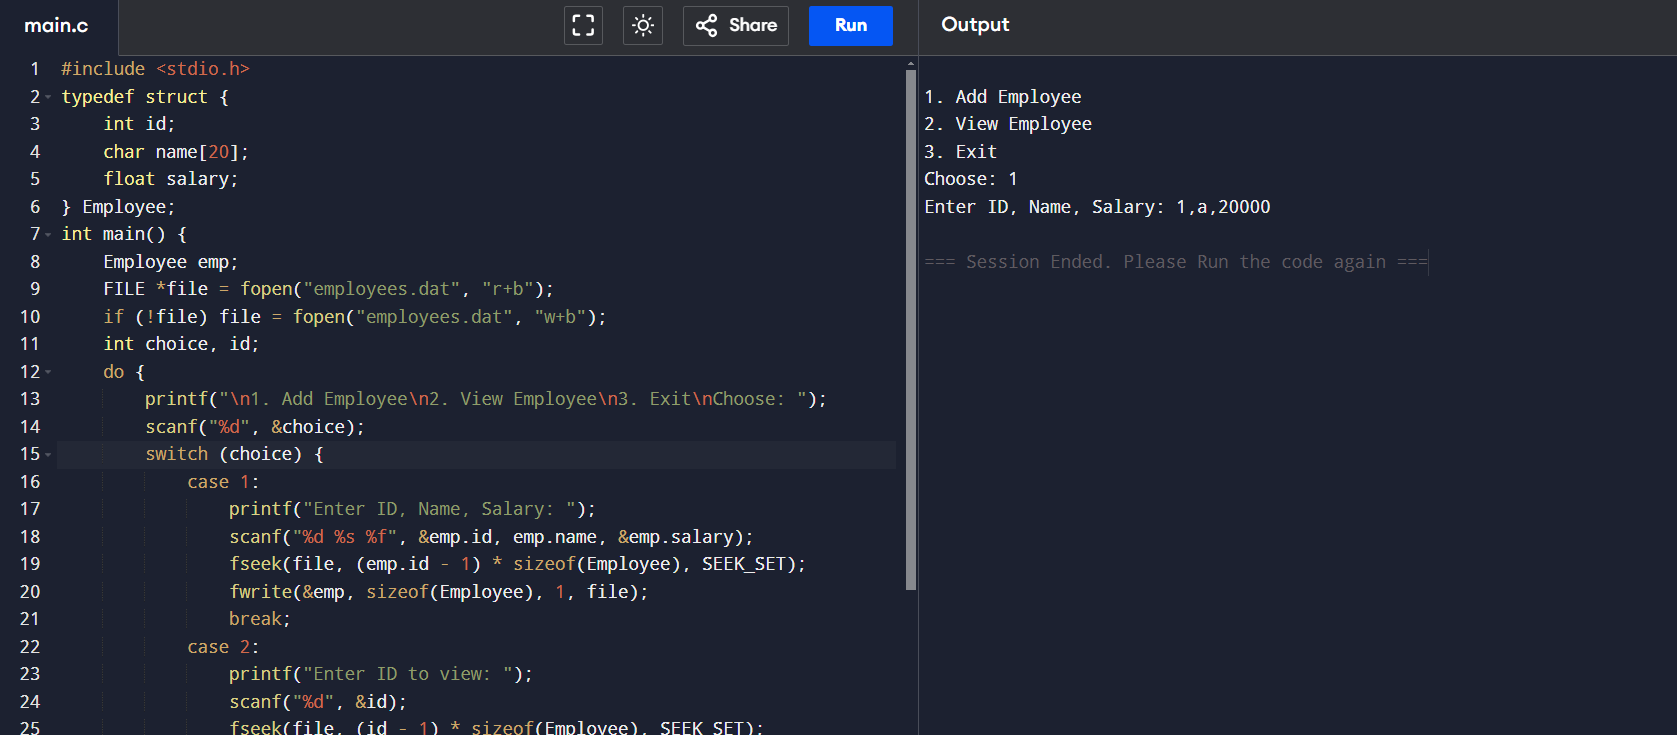 main.c
Share
Run
Output
1 #include <stdio.h>
2 typedef struct {
3     int id;
4     char name[20];
5     float salary;
6 } Employee;
7 int main() {
8     Employee emp;
9     FILE *file = fopen("employees.dat", "r+b");
10     if (!file) file = fopen("employees.dat", "w+b");
11     int choice, id;
12     do {
13         printf("\n1. Add Employee\n2. View Employee\n3. Exit\nChoose: ");
14         scanf("%d", &choice);
15         switch (choice) {
16             case 1:
17                 printf("Enter ID, Name, Salary: ");
18                 scanf("%d %s %f", &emp.id, emp.name, &emp.salary);
19                 fseek(file, (emp.id - 1) * sizeof(Employee), SEEK_SET);
20                 fwrite(&emp, sizeof(Employee), 1, file);
21                 break;
22             case 2:
23                 printf("Enter ID to view: ");
24                 scanf("%d", &id);
25                 fseek(file, (id - 1) * sizeof(Employee), SEEK_SET);
1. Add Employee
2. View Employee
3. Exit
Choose: 1
Enter ID, Name, Salary: 1,a,20000
=== Session Ended. Please Run the code again ===